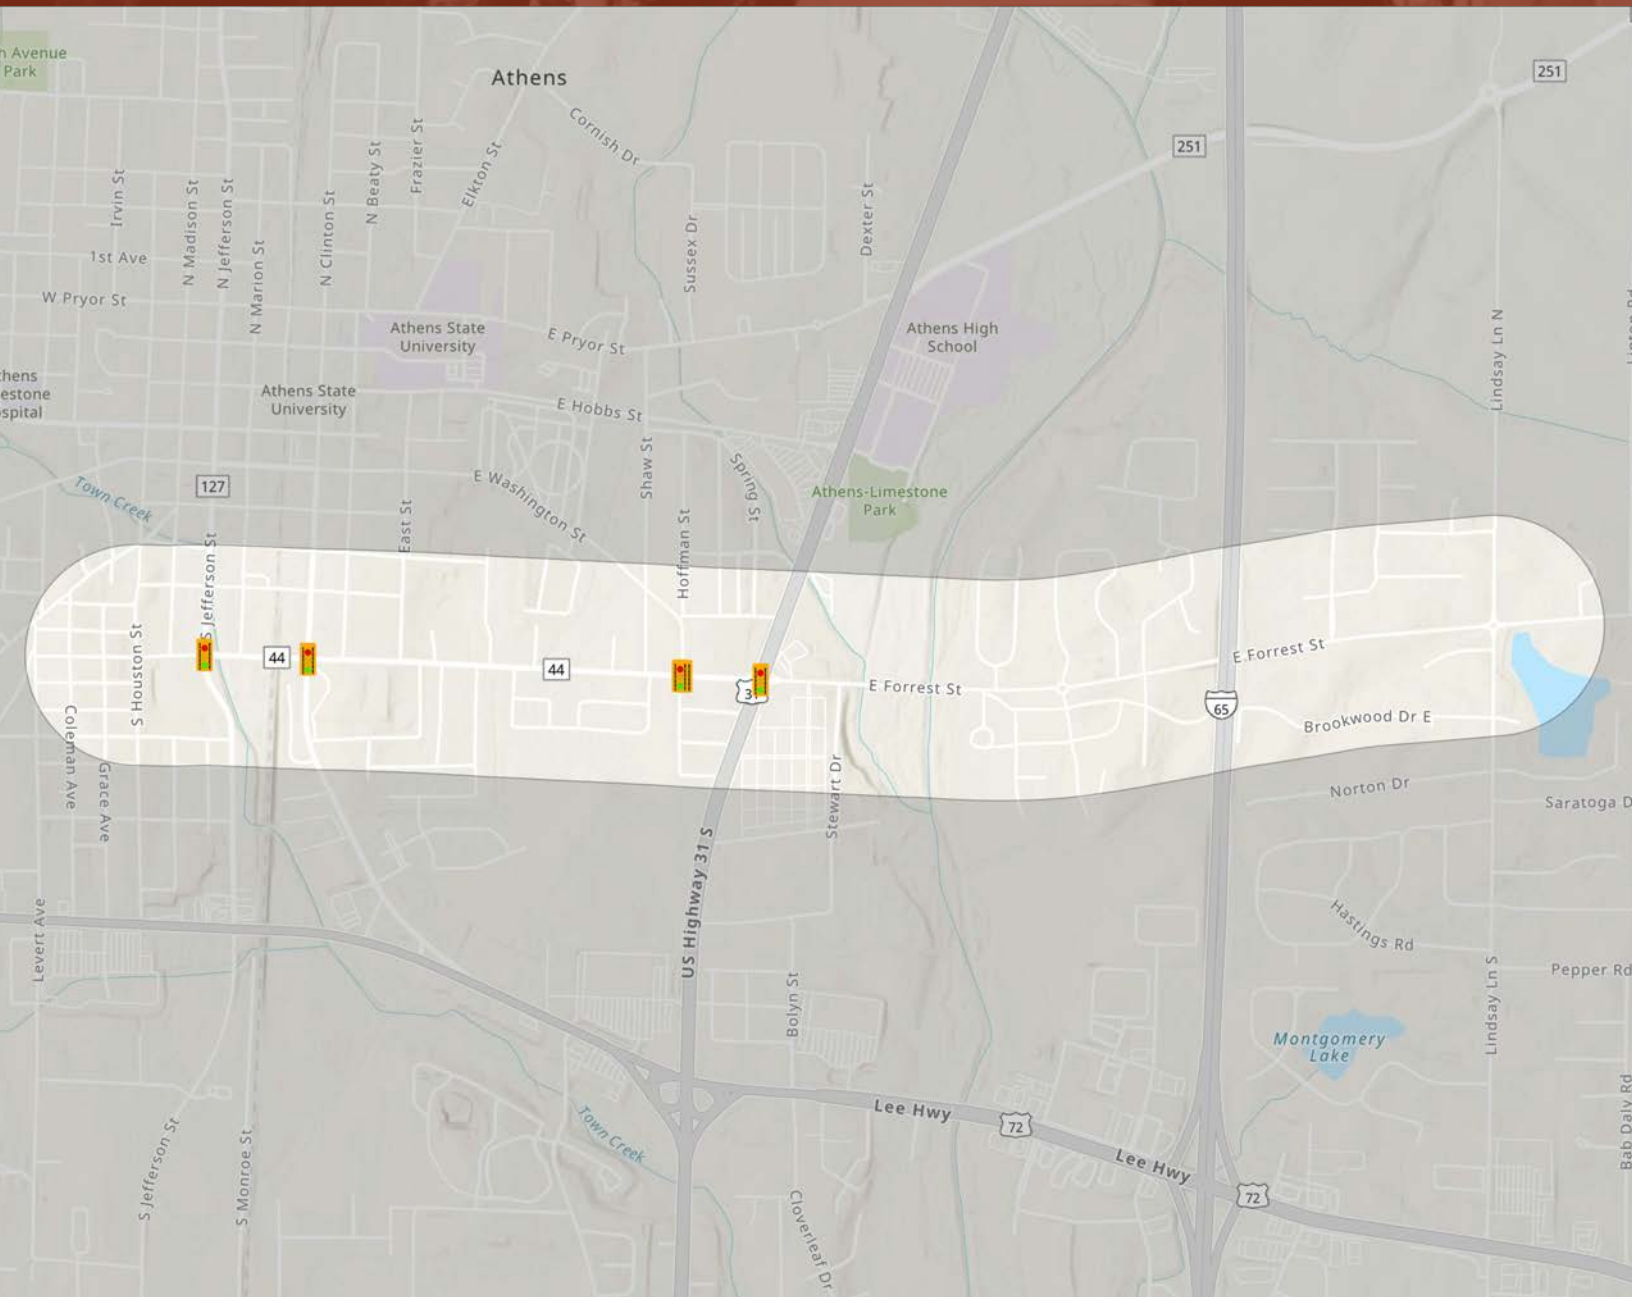 h Avenue
Park
Athens
251
Cornish Dr
251
Frazier St
N Beaty St
Elkton St
Irvin St
N Madison St
N Jefferson St
N Clinton St
Dexter St
Sussex Dr
N Marion St
1st Ave
W Pryor St
Athens State
University
E Pryor St
Athens High
School
Lindsay Ln N
thens
estone
spital
Athens State
University
E Hobbs St
Shaw St
Spring St
E Washington St
Town Creek
127
Athens-Limestone
Park
East St
Hoffman St
S Jefferson St
S Houston St
44
44
E Forrest St
E Forrest St
65
Brookwood Dr E
Coleman Ave
Grace Ave
Stewart Dr
Norton Dr
Saratoga D
US Highway 31 S
Levert Ave
Hastings Rd
Pepper Rd
Lindsay Ln S
Bolyn St
Montgomery
Lake
Lee Hwy
72
Town Creek
Lee Hwy
72
Bab Daly Rd
S Jefferson St
S Monroe St
Cloverleaf Dr